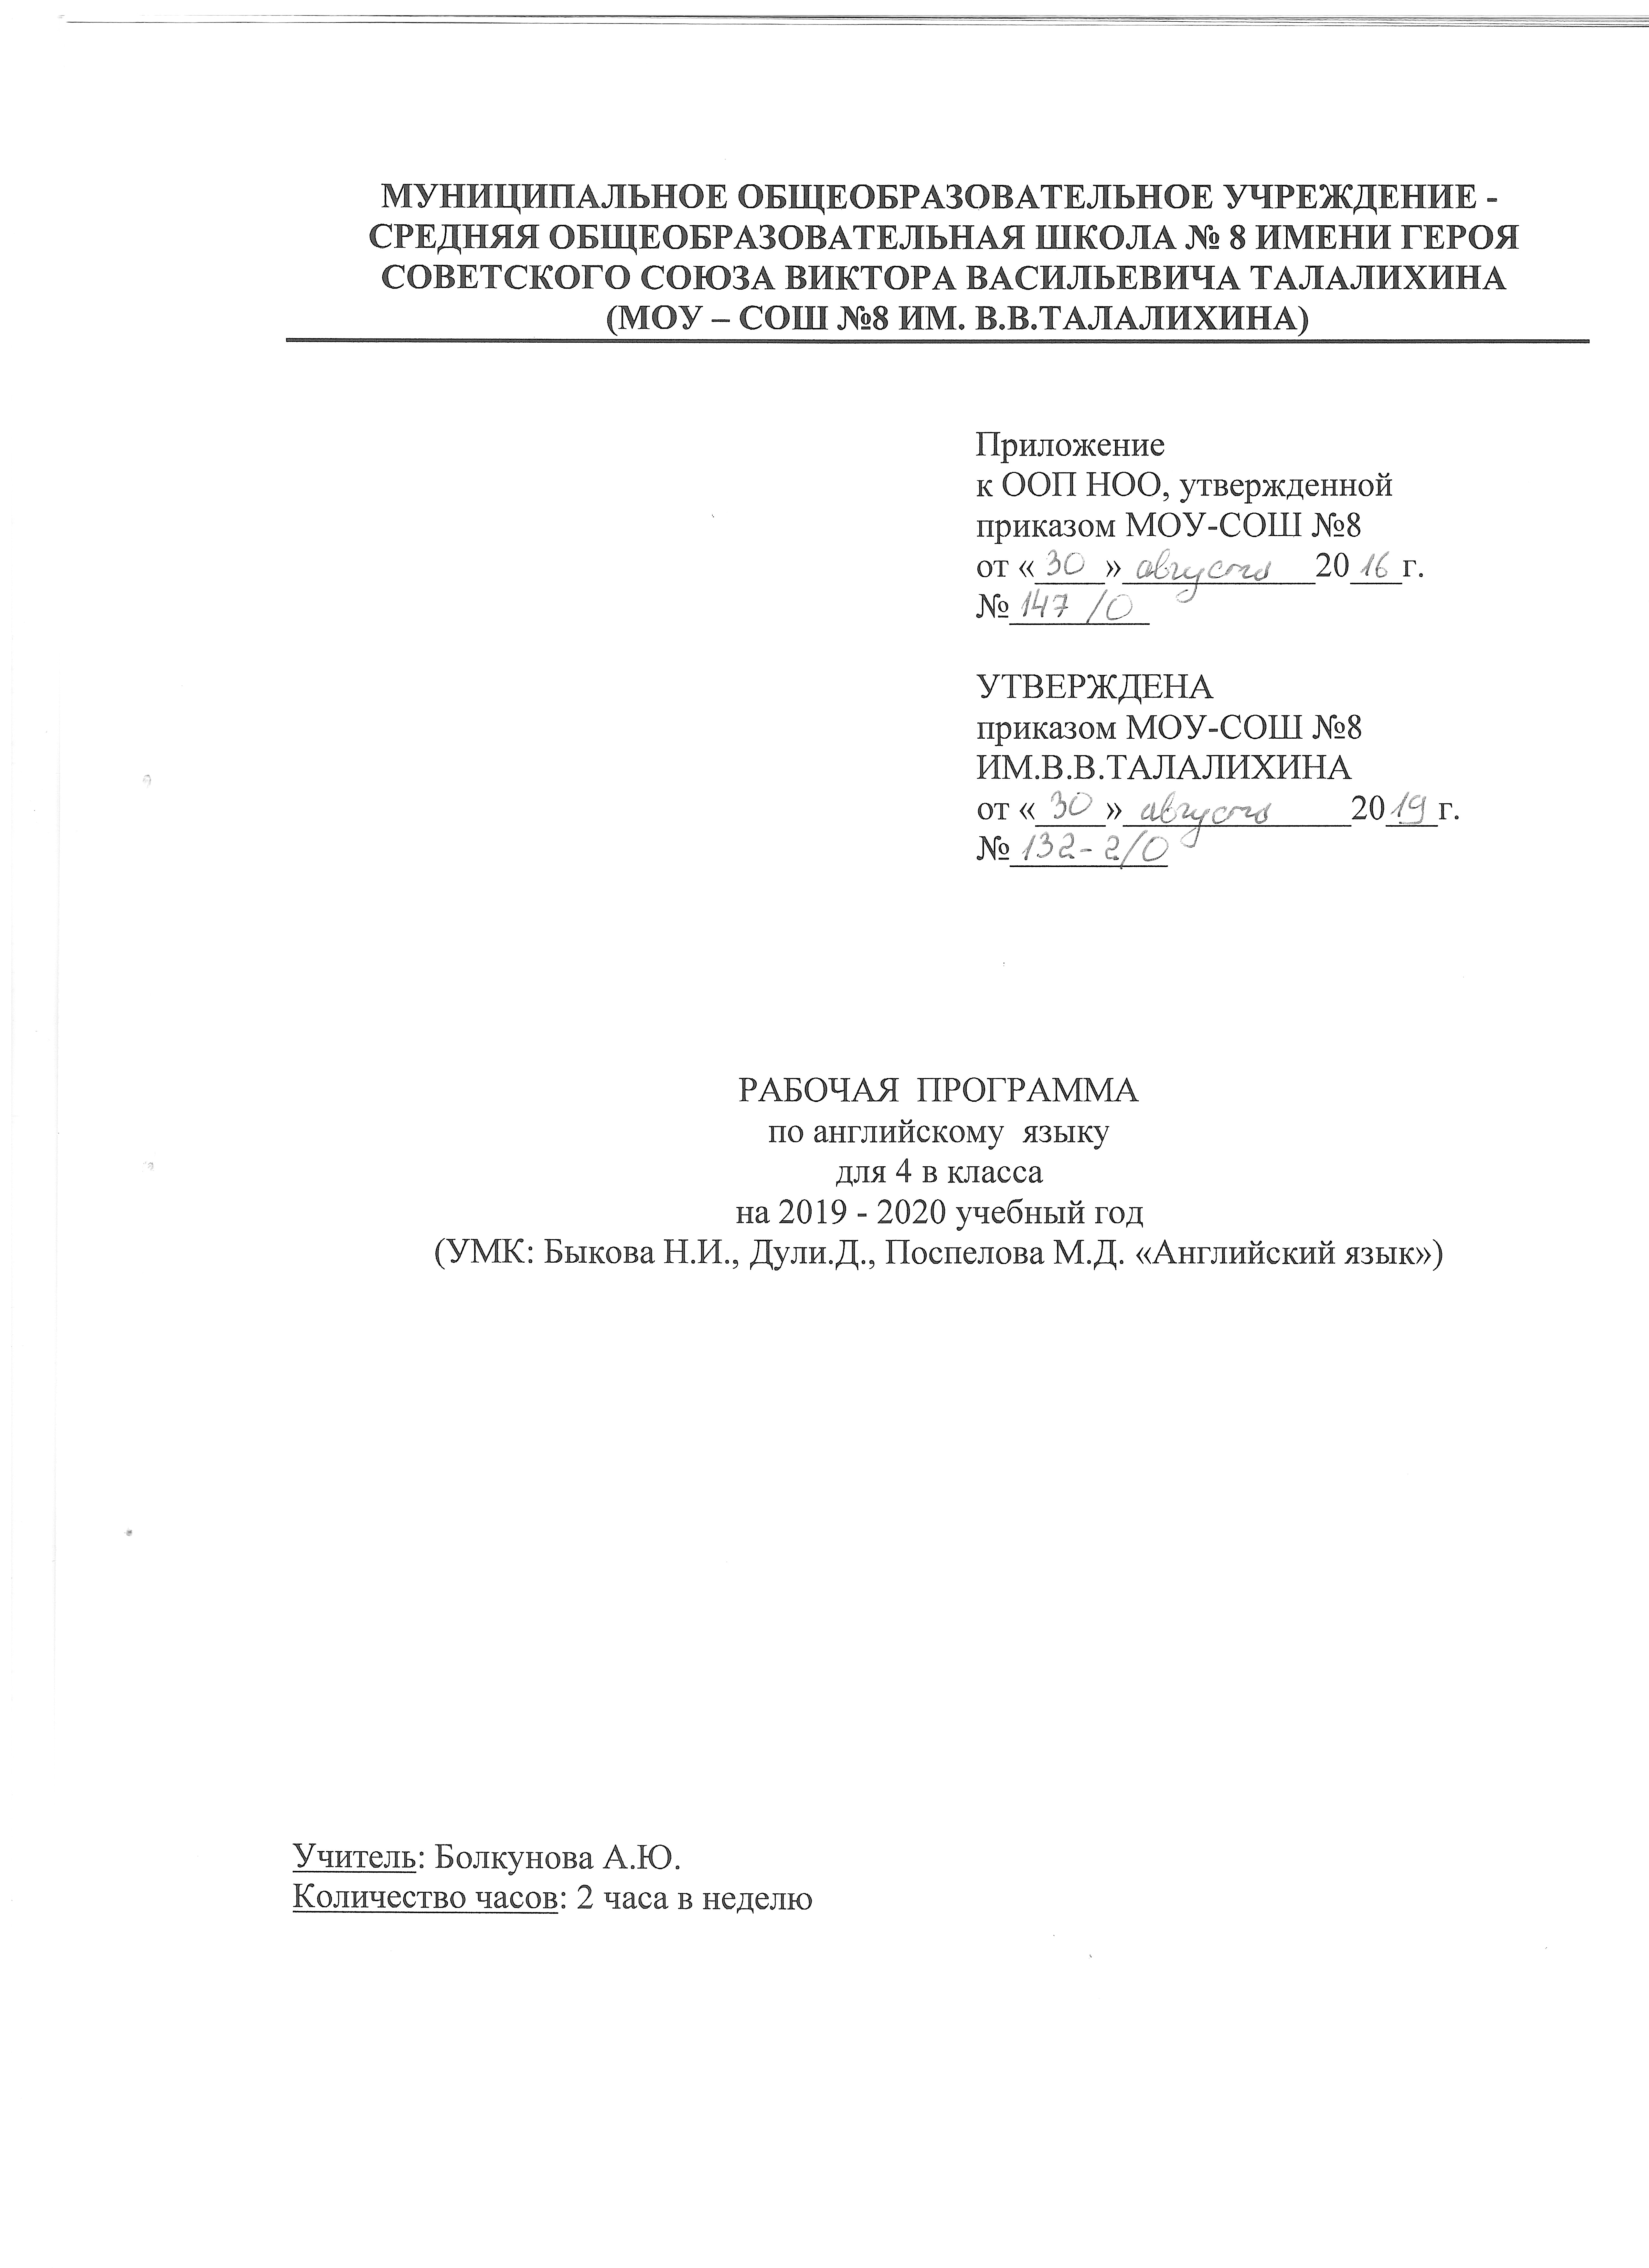 МУНИЦИПАЛЬНОЕ ОБЩЕОБРАЗОВАТЕЛЬНОЕ УЧРЕЖДЕНИЕ -
СРЕДНЯЯ ОБЩЕОБРАЗОВАТЕЛЬНАЯ ШКОЛА № 8 ИМЕНИ ГЕРОЯ
СОВЕТСКОГО СОЮЗА ВИКТОРА ВАСИЛЬЕВИЧА ТАЛАЛИХИНА
(МОУ – СОШ №8 ИМ. В.В.ТАЛАЛИХИНА)
Приложение
к ООП НОО, утвержденной
приказом МОУ-СОШ №8
от «30» августа 2016г.
№147/О
УТВЕРЖДЕНА
приказом МОУ-СОШ №8
ИМ.В.В.ТАЛАЛИХИНА
от «30» августа 2019г.
№132-2/О
РАБОЧАЯ ПРОГРАММА
по английскому языку
для 4 в класса
на 2019 - 2020 учебный год
(УМК: Быкова Н.И., Дули.Д., Поспелова М.Д. «Английский язык»)
Учитель: Болкунова А.Ю.
Количество часов: 2 часа в неделю